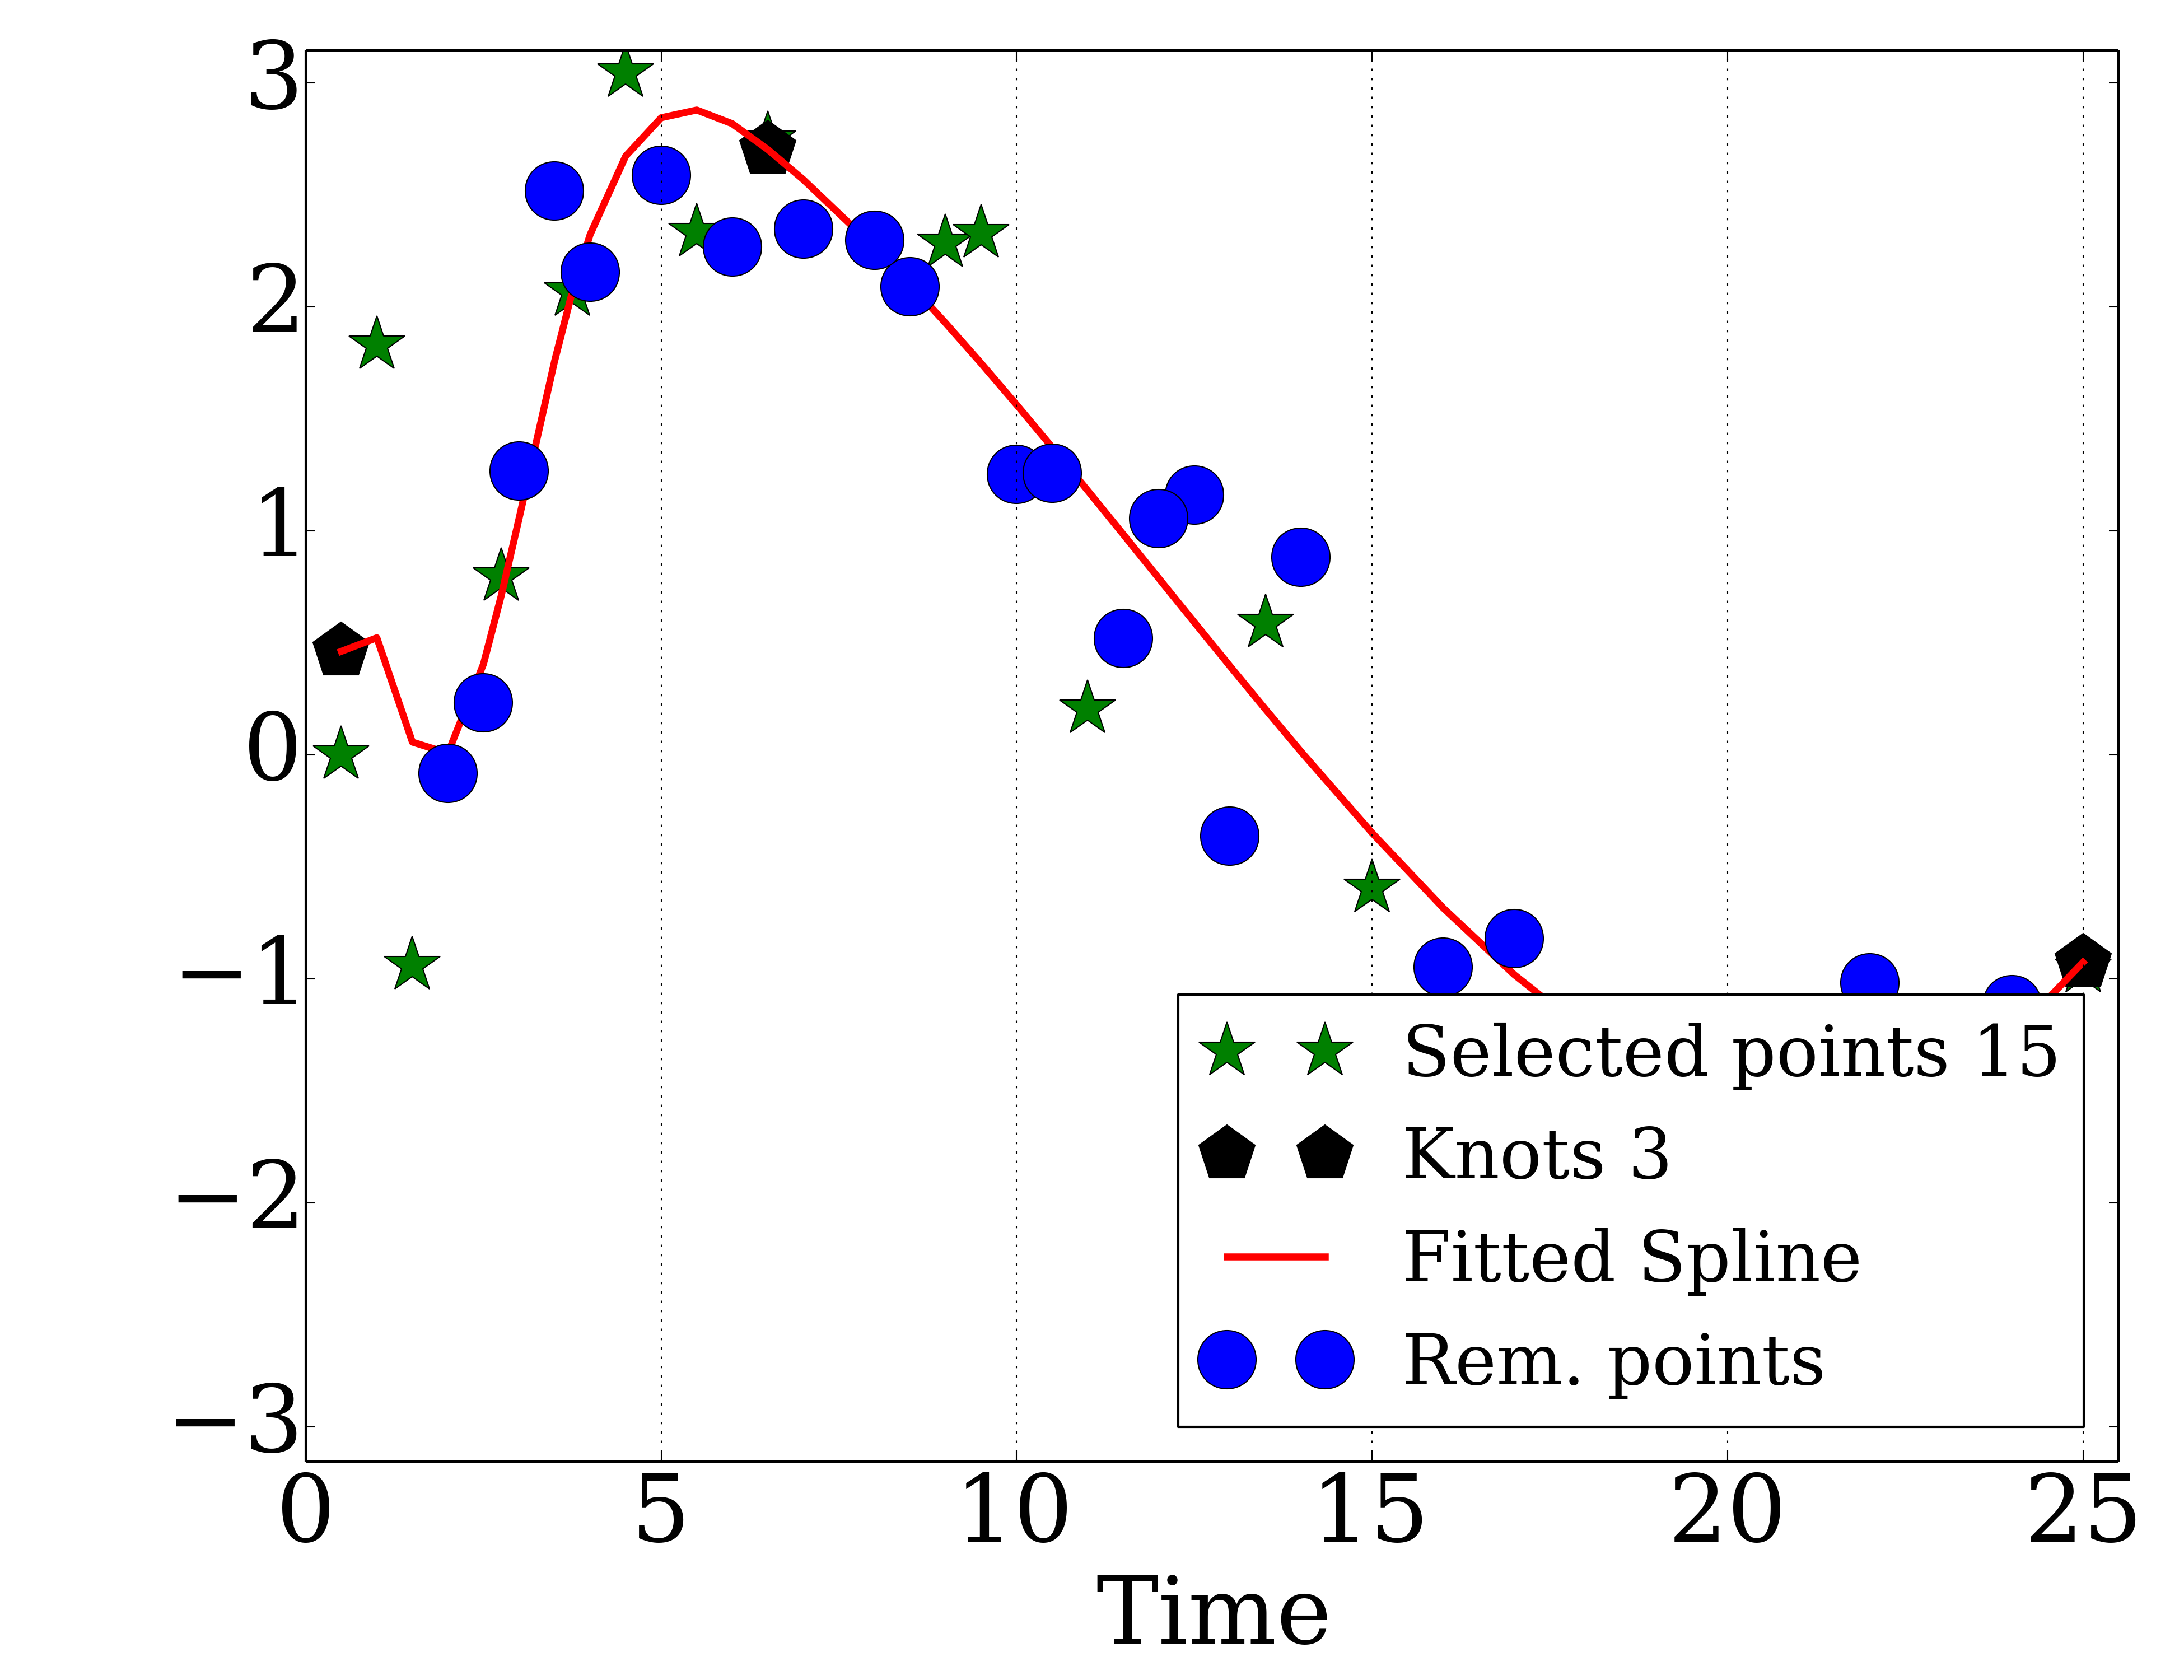 3
2
1
0
−1
−2
−3
Selected points 15
Knots 3
Fitted Spline
Rem. points
0 5 10 15 20 25
Time